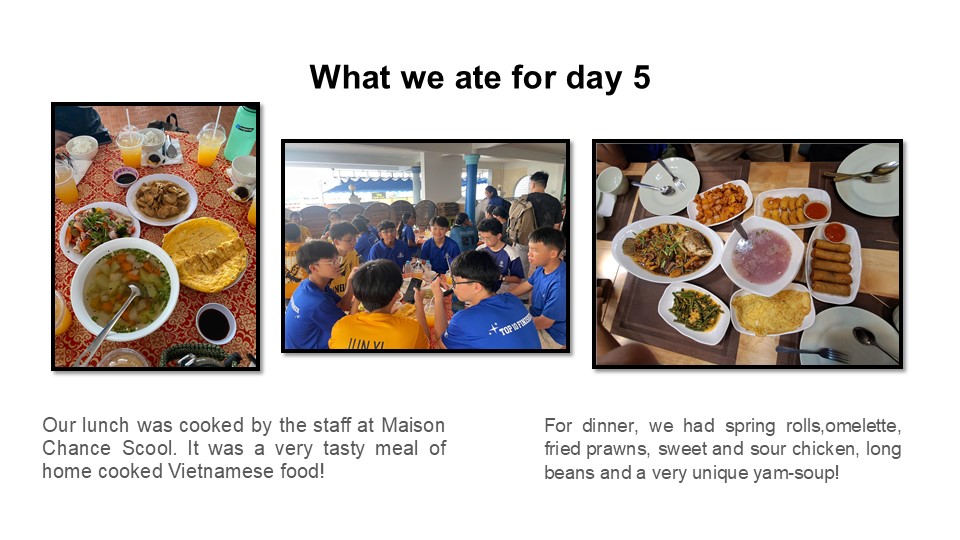 What we ate for day 5
JUN YI
TOP 10 FINISHER
Our lunch was cooked by the staff at Maison
Chance Scool. It was a very tasty meal of
home cooked Vietnamese food!
For dinner, we had spring rolls,omelette,
fried prawns, sweet and sour chicken, long
beans and a very unique yam-soup!